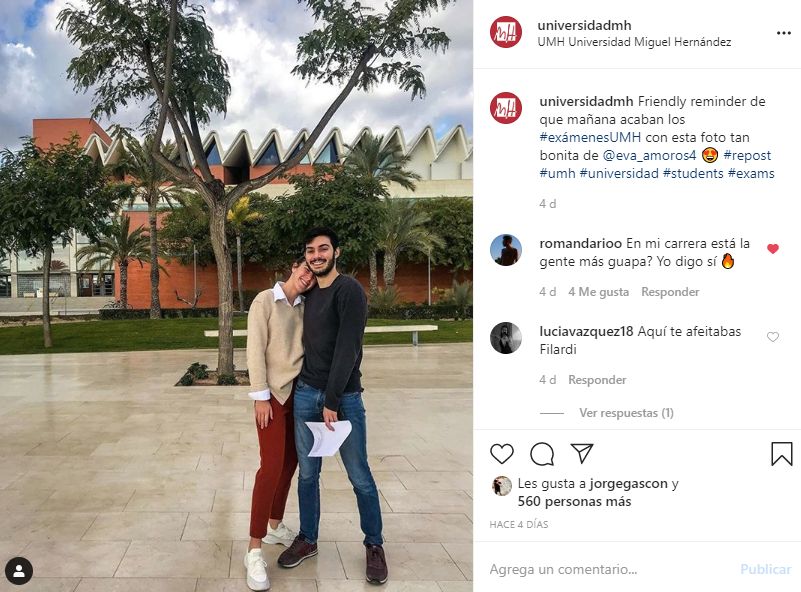 universidadmh
UMH Universidad Miguel Hernández
universidadmh Friendly reminder de
que mañana acaban los
#exámenesUMH con esta foto tan
bonita de @eva_amoros4 🤩 #repost
#umh #universidad #students #exams
4 d
romandarioo En mi carrera está la
gente más guapa? Yo digo sí 🔥
4 d 4 Me gusta Responder
luciavazquez18 Aquí te afeitabas
Filardi
4 d Responder
Ver respuestas (1)
Les gusta a jorgegascon y
560 personas más
HACE 4 DÍAS
Agrega un comentario... Publicar